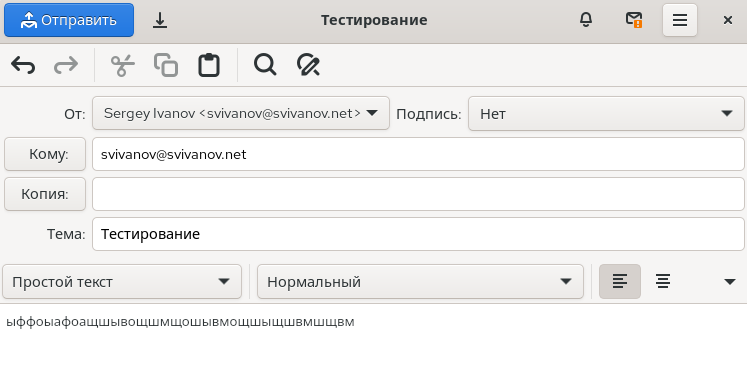 Отправить
Тестирование
От:
Sergey Ivanov <svivanov@svivanov.net>
Подпись:
Нет
Кому:
svivanov@svivanov.net
Копия:
Тема:
Тестирование
Простой текст
Нормальный
ыффоыафоащшывощшмщошывмощшыщшвмшщвм